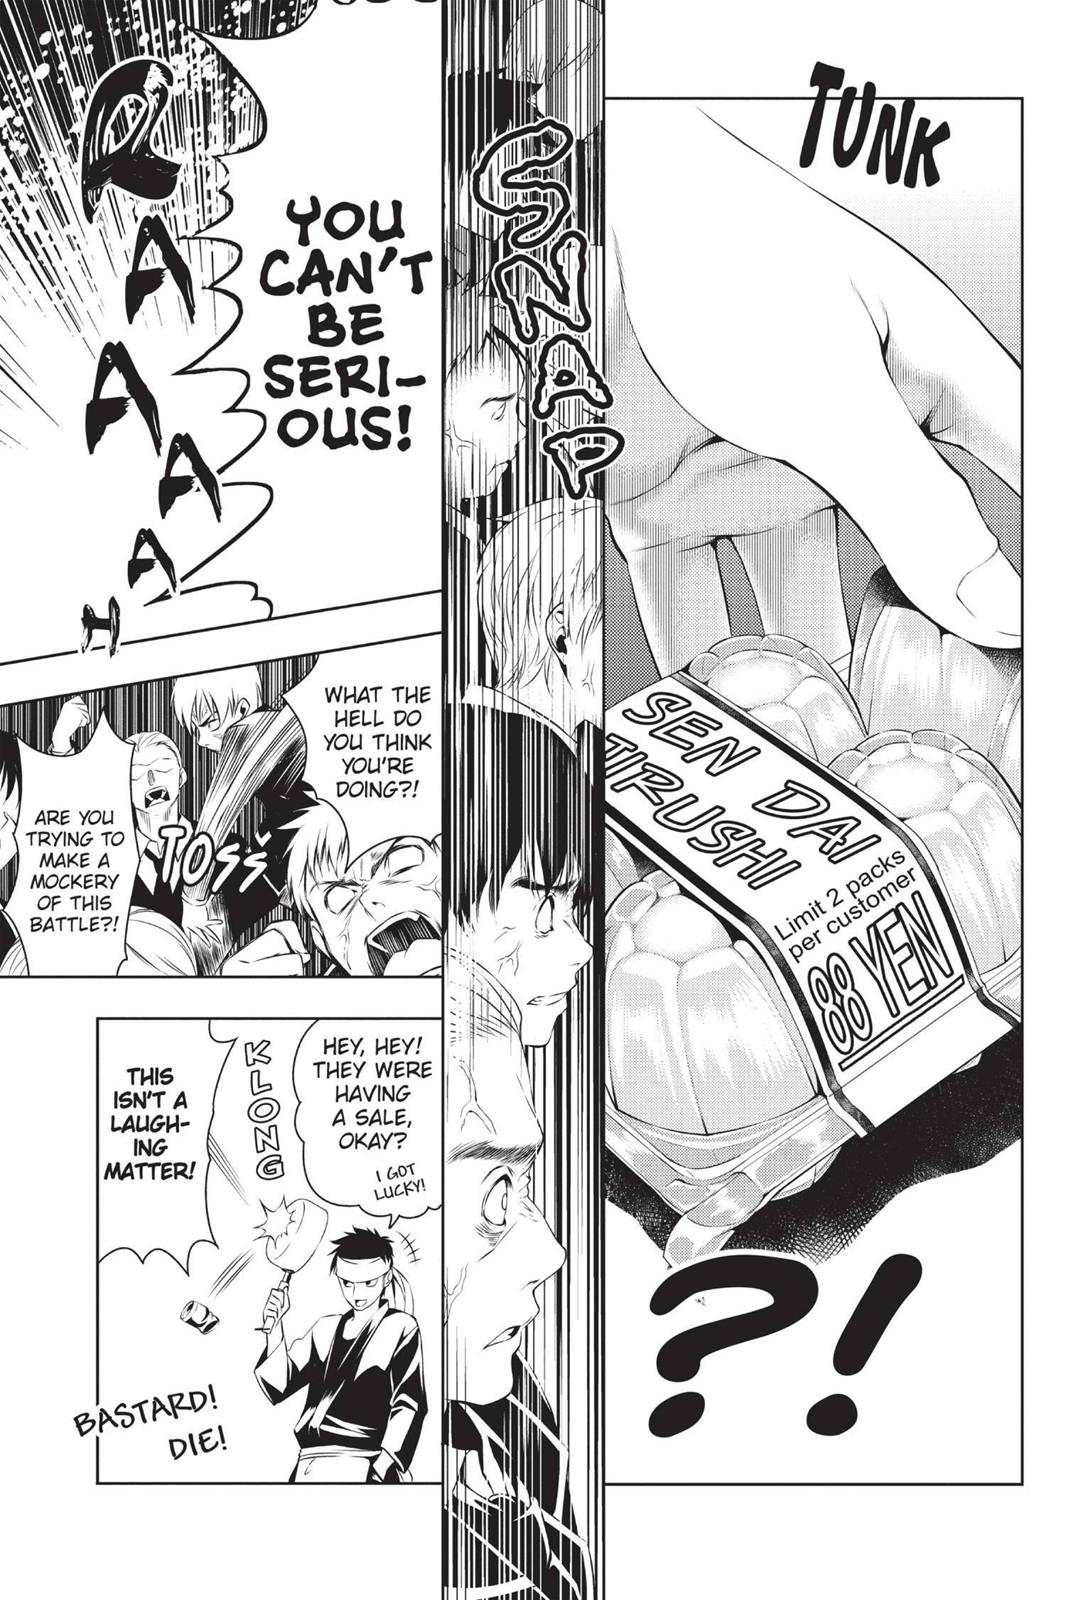 TUNK
SEN DAI
JIRUSHI
Limit 2 packs
per customer
88 YEN
?!
SNAP
YOU
CAN'T
BE
SERI-
OUS!
RAAAAAH
WHAT THE
HELL DO
YOU THINK
YOU'RE
DOING?!
TOSS
ARE YOU
TRYING TO
MAKE A
MOCKERY
OF THIS
BATTLE?!
HEY, HEY!
THEY WERE
HAVING
A SALE,
OKAY?
I GOT
LUCKY!
KLONG
THIS
ISN'T A
LAUGH-
ING
MATTER!
BASTARD!
DIE!